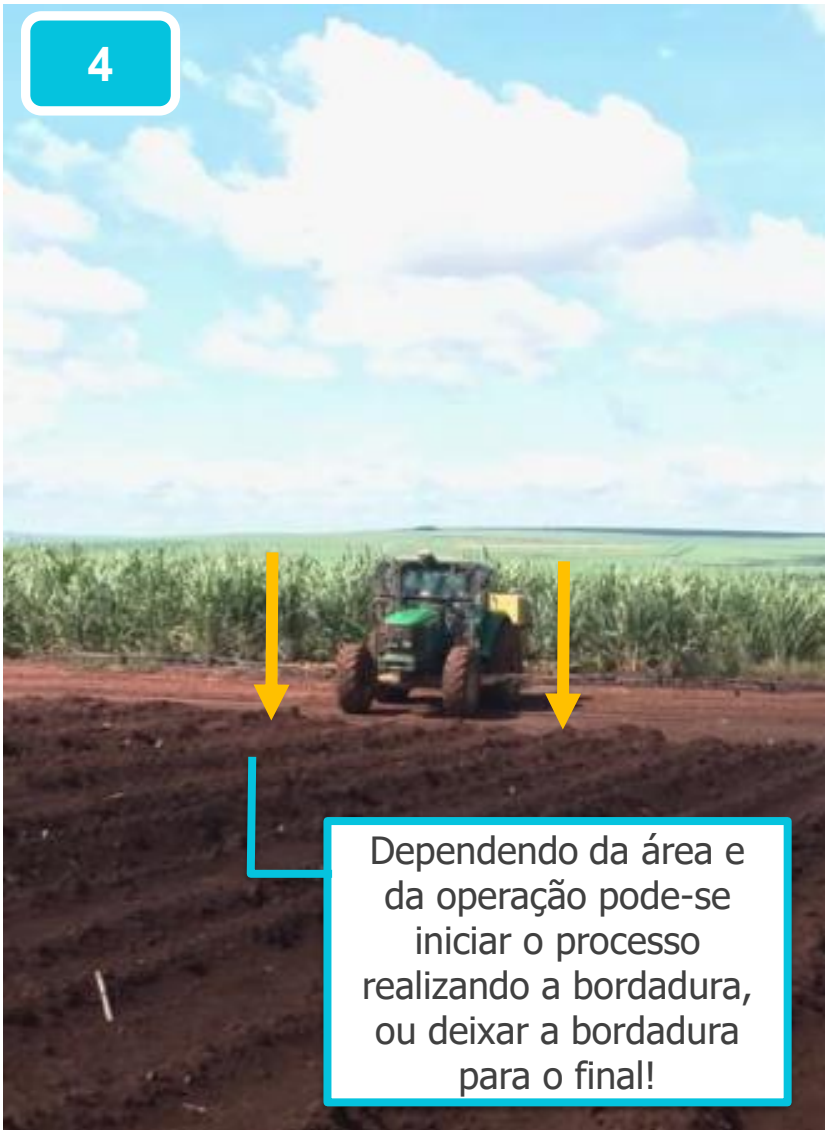 4
Dependendo da área e
da operação pode-se
iniciar o processo
realizando a bordadura,
ou deixar a bordadura
para o final!